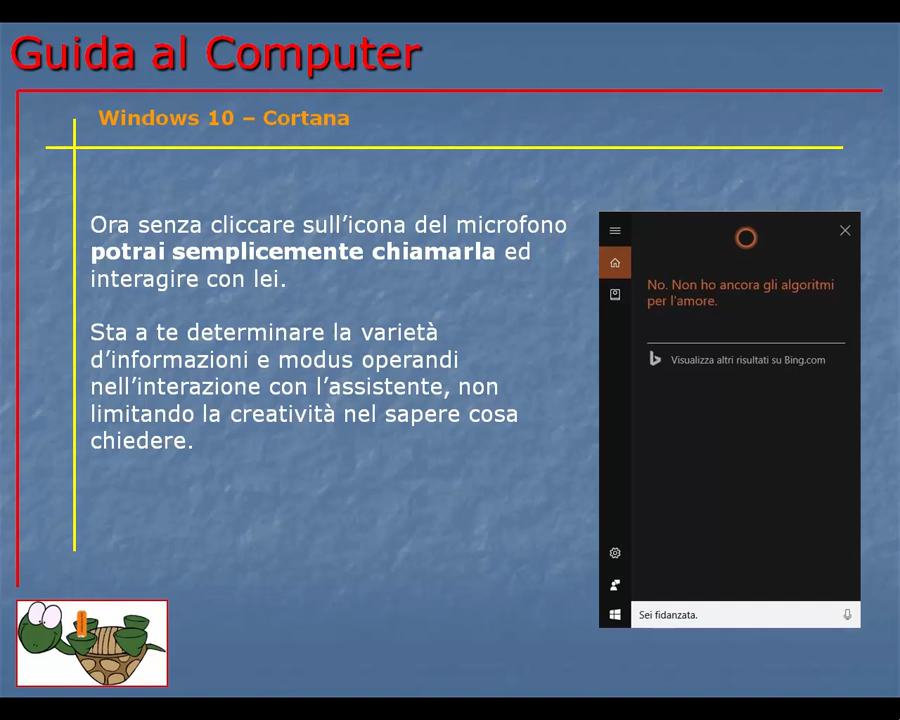 Guida al Computer
Windows 10 – Cortana
Ora senza cliccare sull’icona del microfono
potrai semplicemente chiamarla ed
interagire con lei.
Sta a te determinare la varietà
d’informazioni e modus operandi
nell’interazione con l’assistente, non
limitando la creatività nel sapere cosa
chiedere.
No. Non ho ancora gli algoritmi
per l'amore.
Visualizza altri risultati su Bing.com
Sei fidanzata.